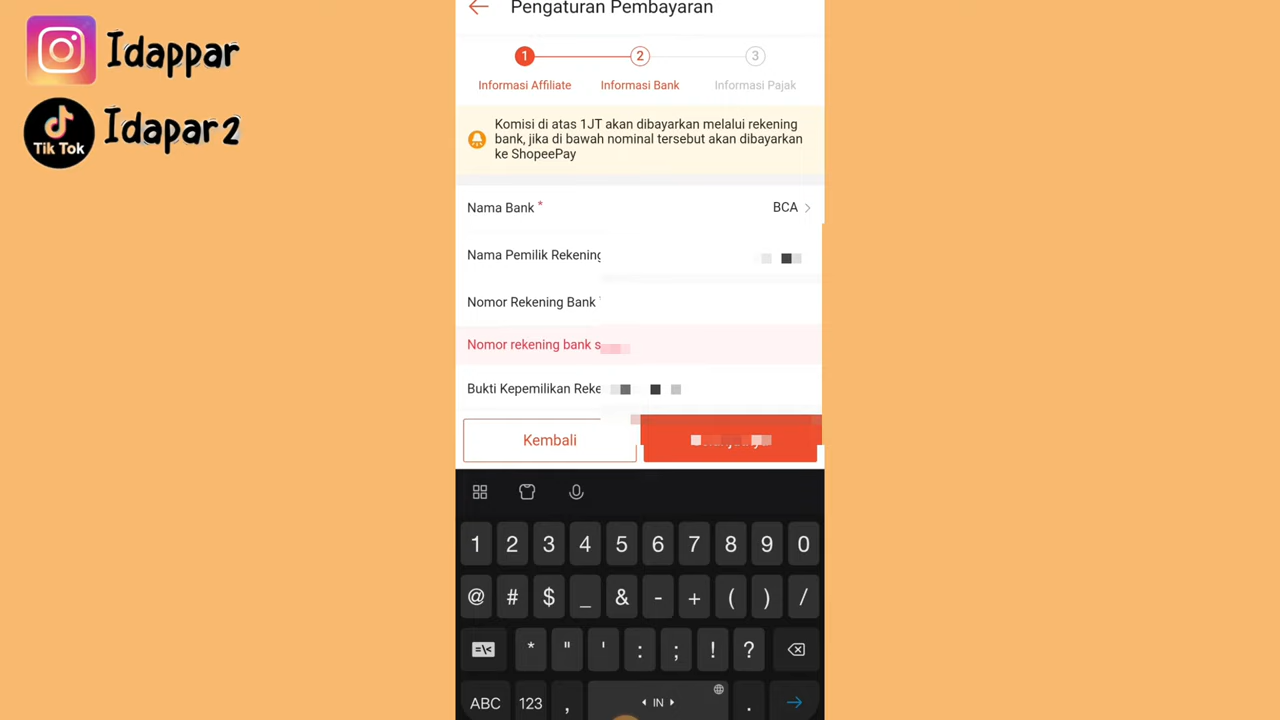 Idappar
TikTok
Idapar2
Pengaturan Pembayaran
1
2
3
Informasi Affiliate
Informasi Bank
Informasi Pajak
Komisi di atas 1JT akan dibayarkan melalui rekening
bank, jika di bawah nominal tersebut akan dibayarkan
ke ShopeePay
Nama Bank *
BCA
Nama Pemilik Rekening
Nomor Rekening Bank
Nomor rekening bank
Bukti Kepemilikan
Kembali
1 2 3 4 5 6 7 8 9 0
@ # $ _ & - + ( ) /
=\< * " ' : ; ! ?
ABC 123 , IN .